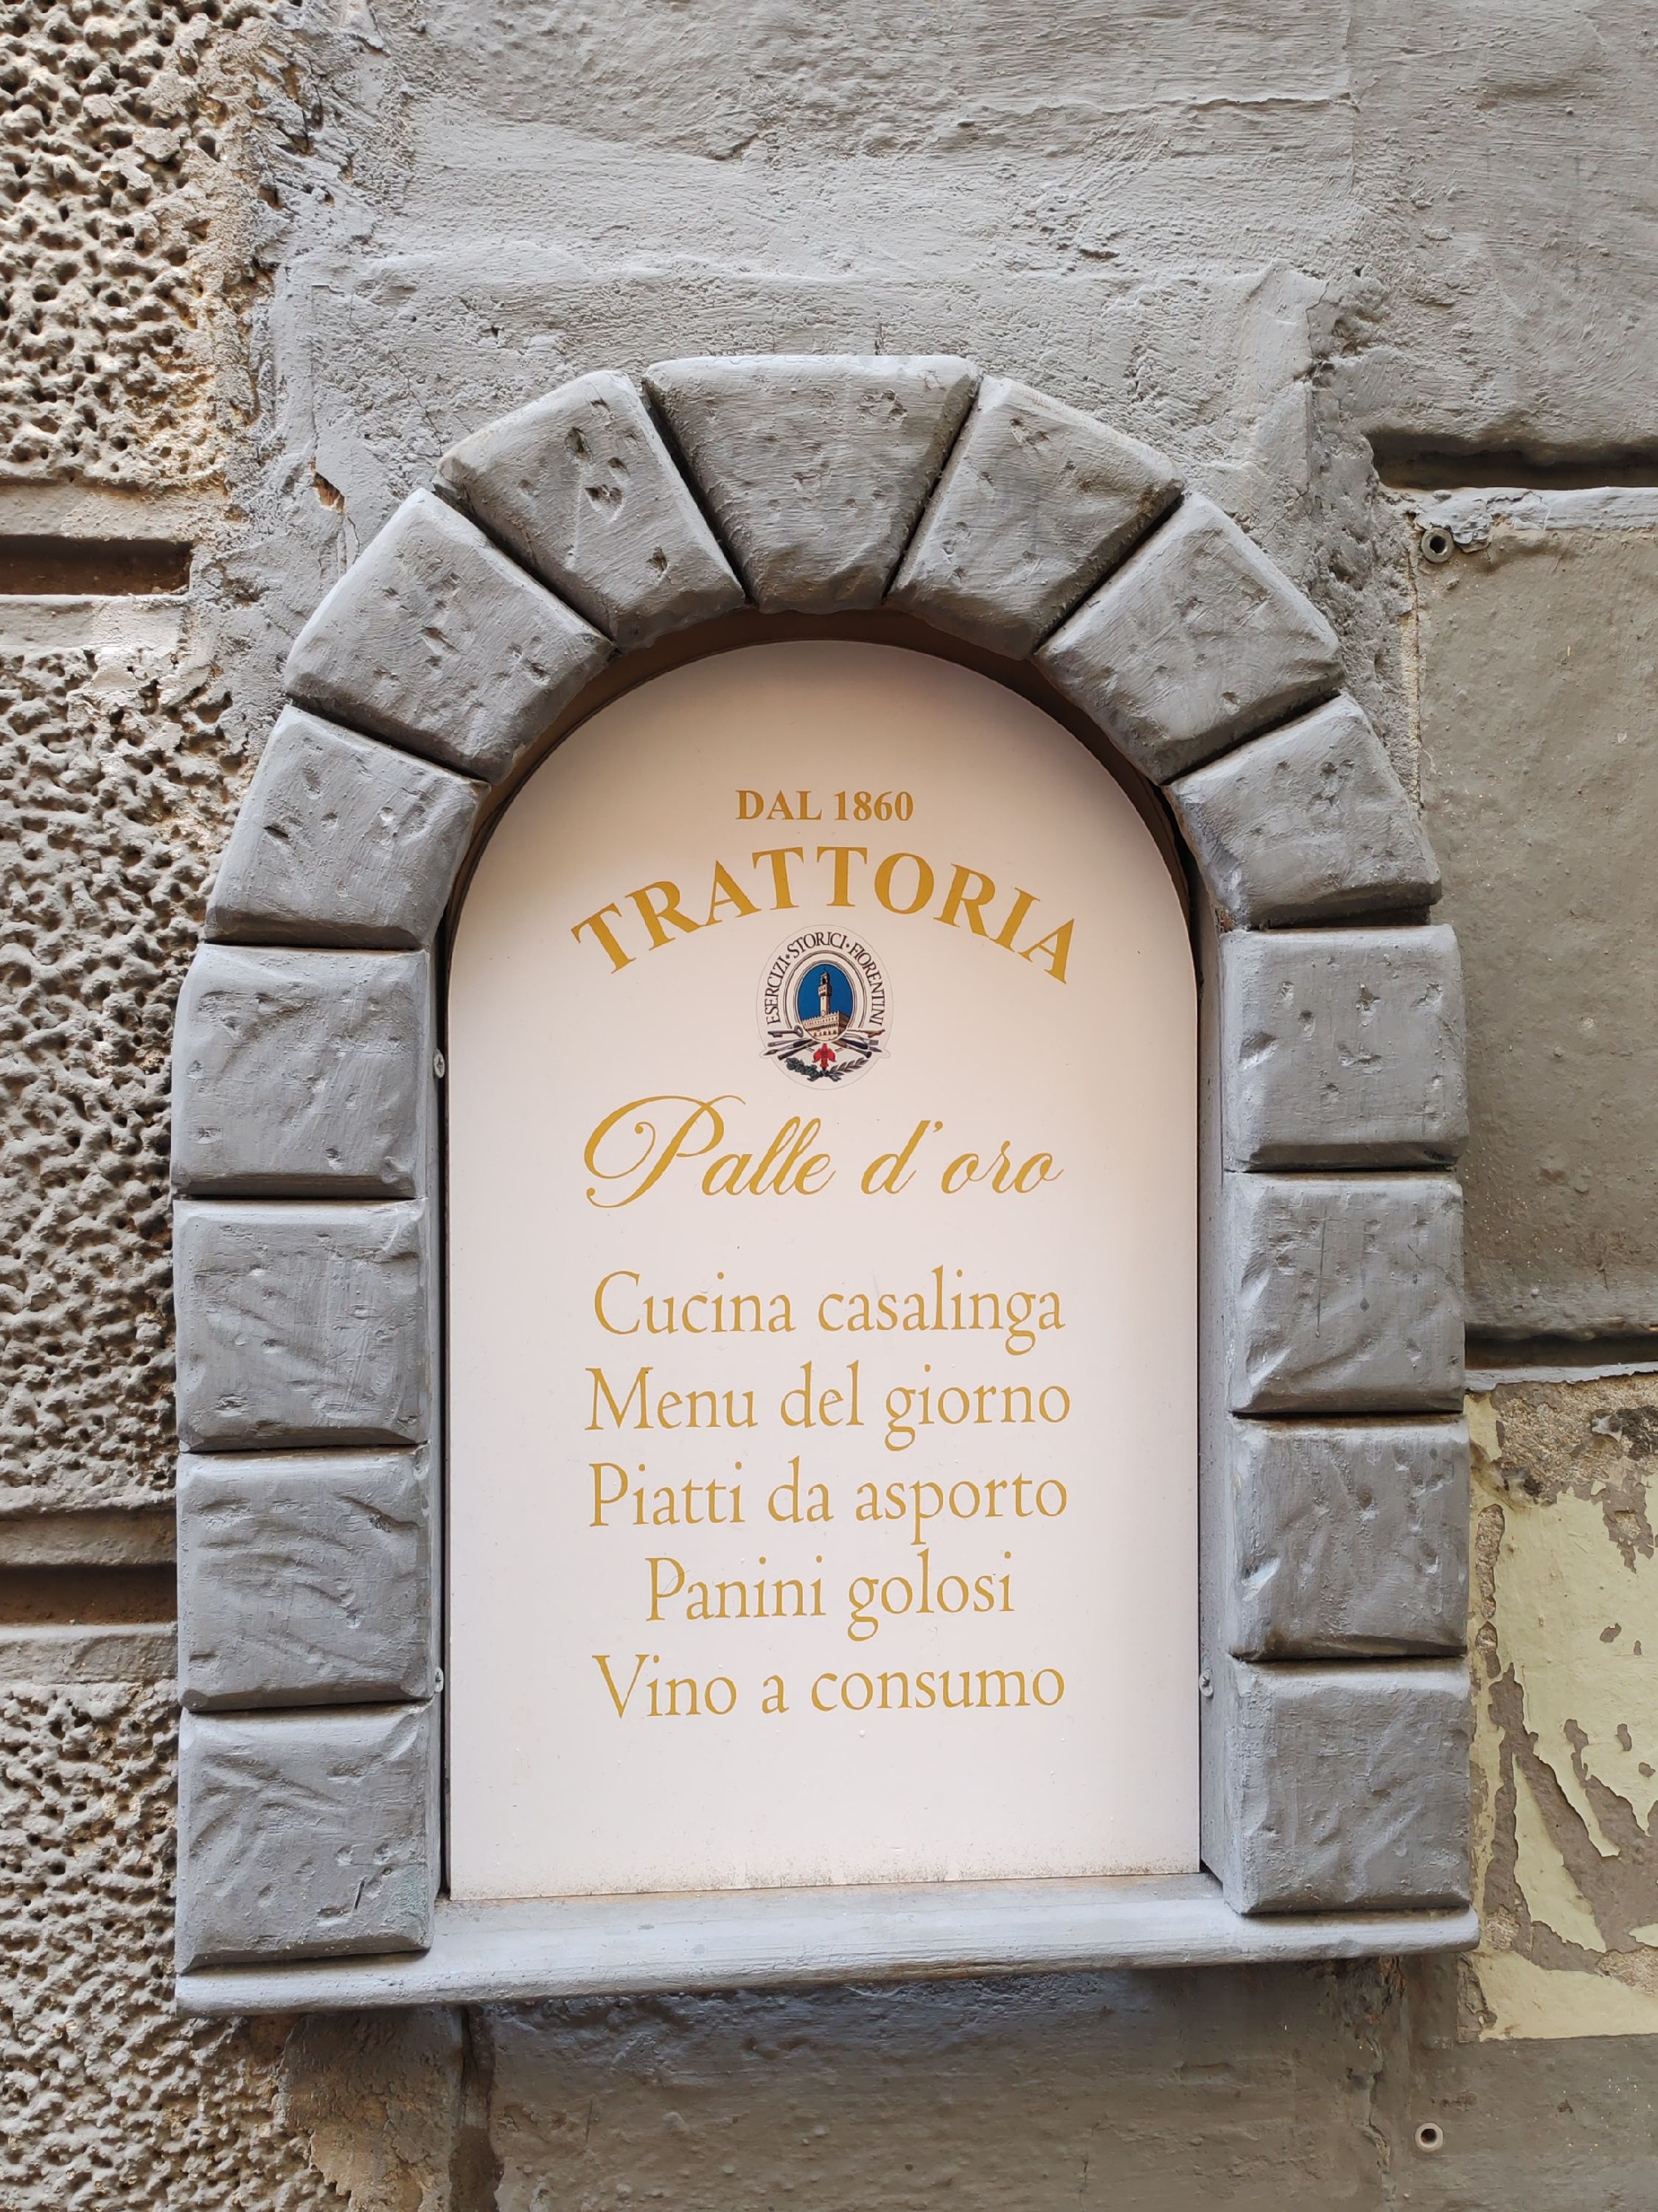 DAL 1860
TRATTORIA
ESERCIZI·STORICI·FIORENTINI
Palle d'oro
Cucina casalinga
Menu del giorno
Piatti da asporto
Panini golosi
Vino a consumo